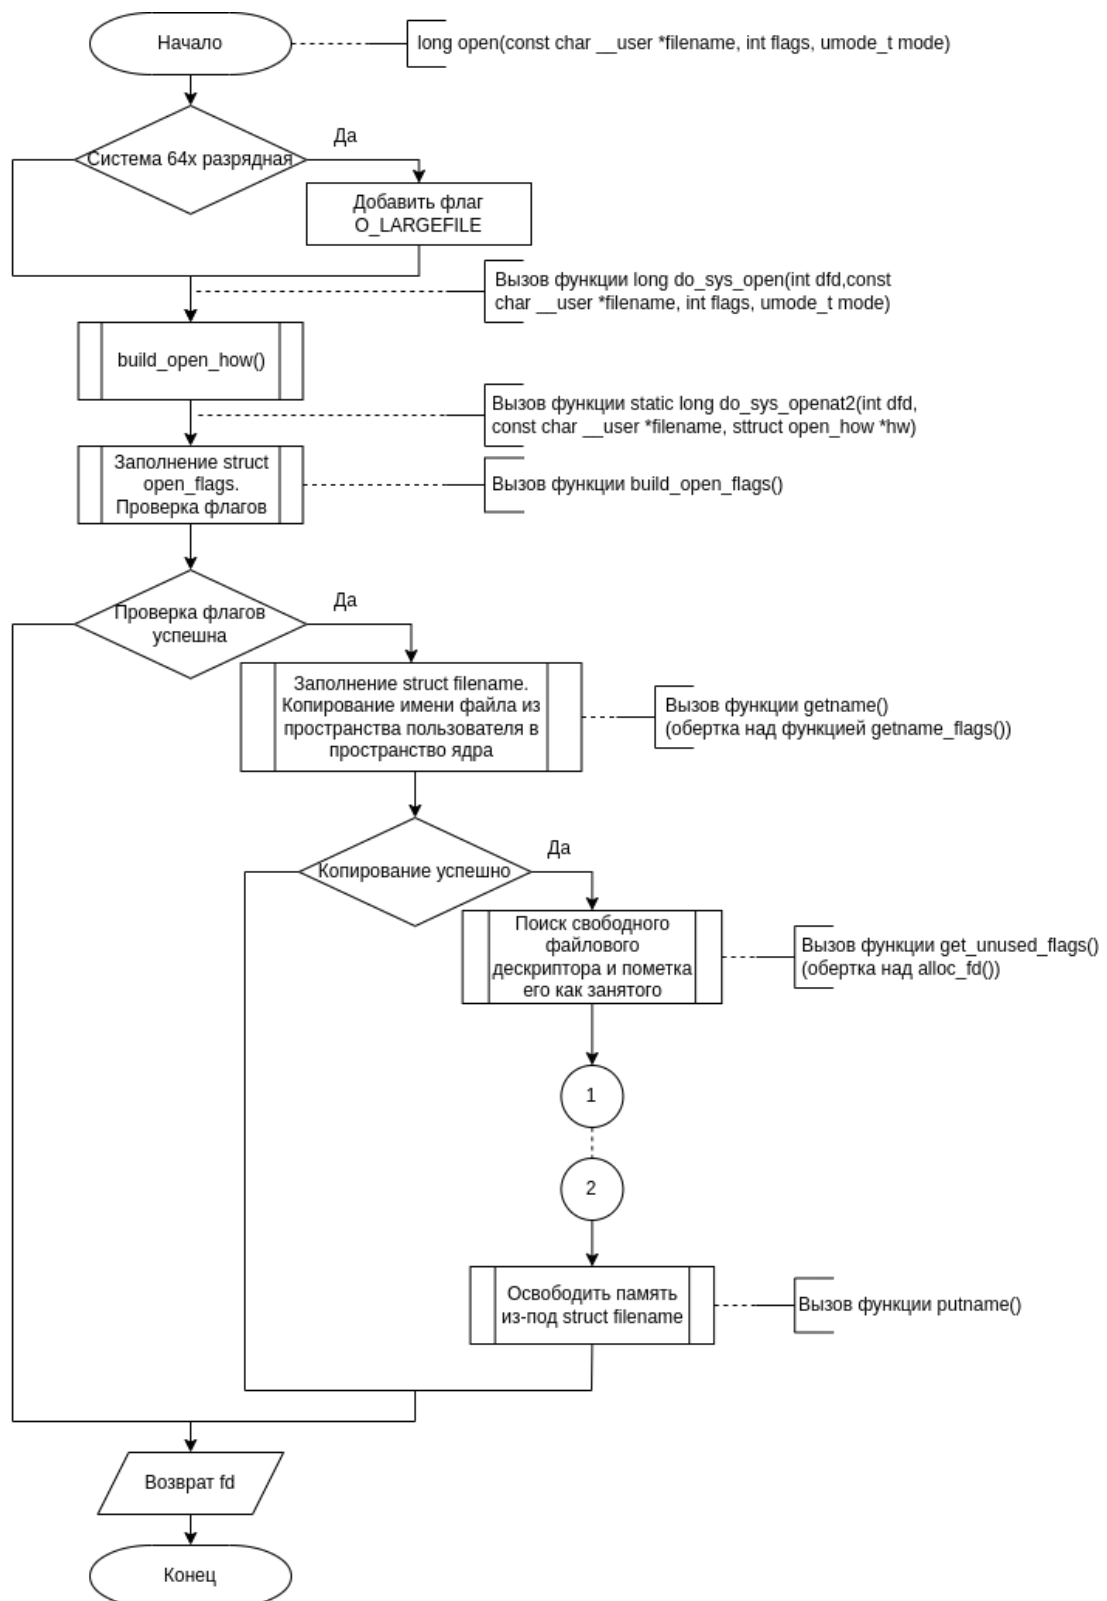 Начало
long open(const char __user *filename, int flags, umode_t mode)
Да
Система 64х разрядная
Добавить флаг
O_LARGEFILE
Вызов функции long do_sys_open(int dfd,const
char __user *filename, int flags, umode_t mode)
build_open_how()
Вызов функции static long do_sys_openat2(int dfd,
const char __user *filename, sttruct open_how *hw)
Заполнение struct
open_flags.
Проверка флагов
Вызов функции build_open_flags()
Да
Проверка флагов
успешна
Заполнение struct filename.
Копирование имени файла из
пространства пользователя в
пространство ядра
Вызов функции getname()
(обертка над функцией getname_flags())
Да
Копирование успешно
Поиск свободного
файлового
дескриптора и пометка
его как занятого
Вызов функции get_unused_flags()
(обертка над alloc_fd())
1
2
Освободить память
из-под struct filename
Вызов функции putname()
Возврат fd
Конец